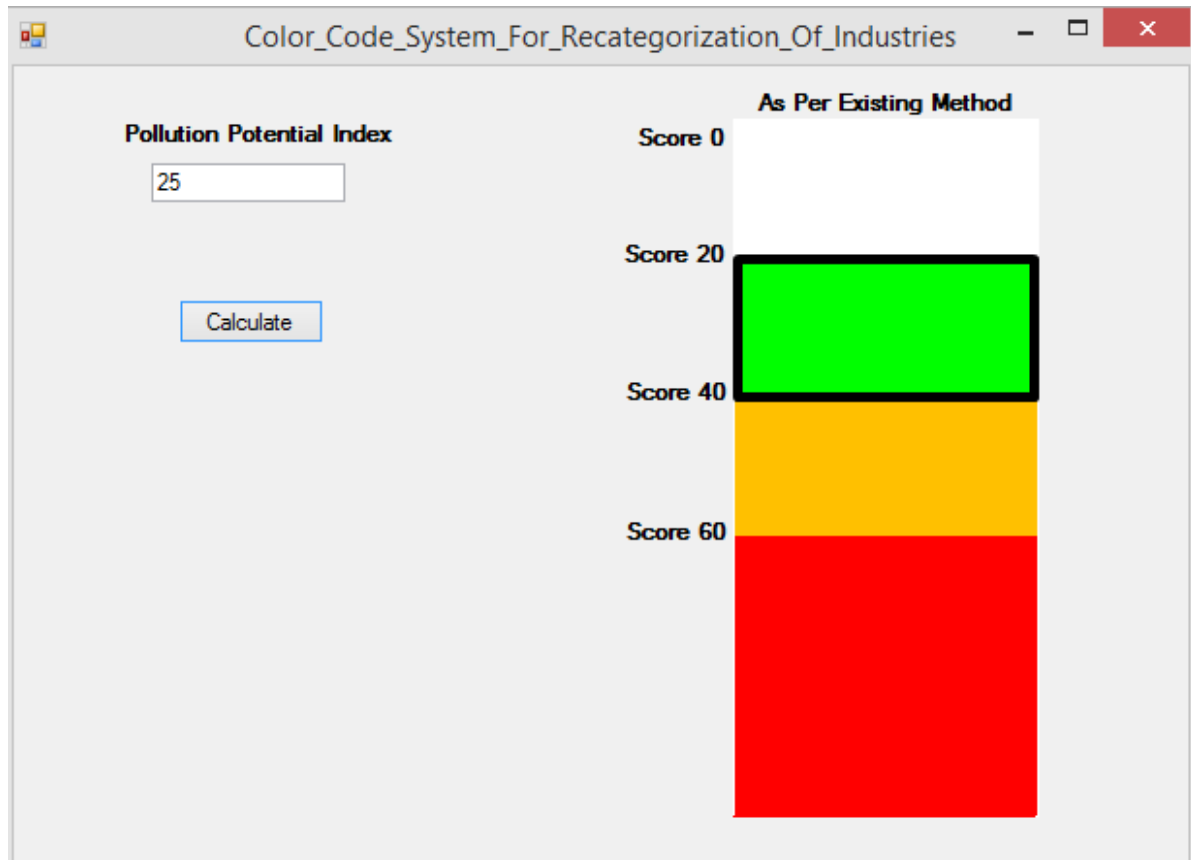 Color_Code_System_For_Recategorization_Of_Industries
As Per Existing Method
Pollution Potential Index
Score 0
25
Score 20
Calculate
Score 40
Score 60